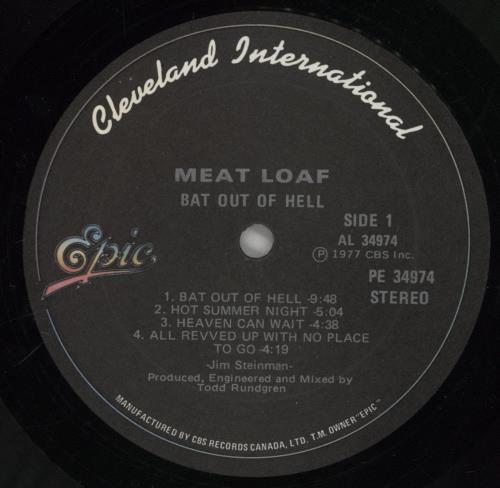 Cleveland International
MEAT LOAF
BAT OUT OF HELL
SIDE 1
AL 34974
Ⓟ 1977 CBS Inc.
Epic
PE 34974
STEREO
1. BAT OUT OF HELL -9:48
2. HOT SUMMER NIGHT -5:04
3. HEAVEN CAN WAIT -4:38
4. ALL REVVED UP WITH NO PLACE
TO GO -4:19
-Jim Steinman-
Produced, Engineered and Mixed by
Todd Rundgren
MANUFACTURED BY CBS RECORDS CANADA, LTD. T.M. OWNER "EPIC"